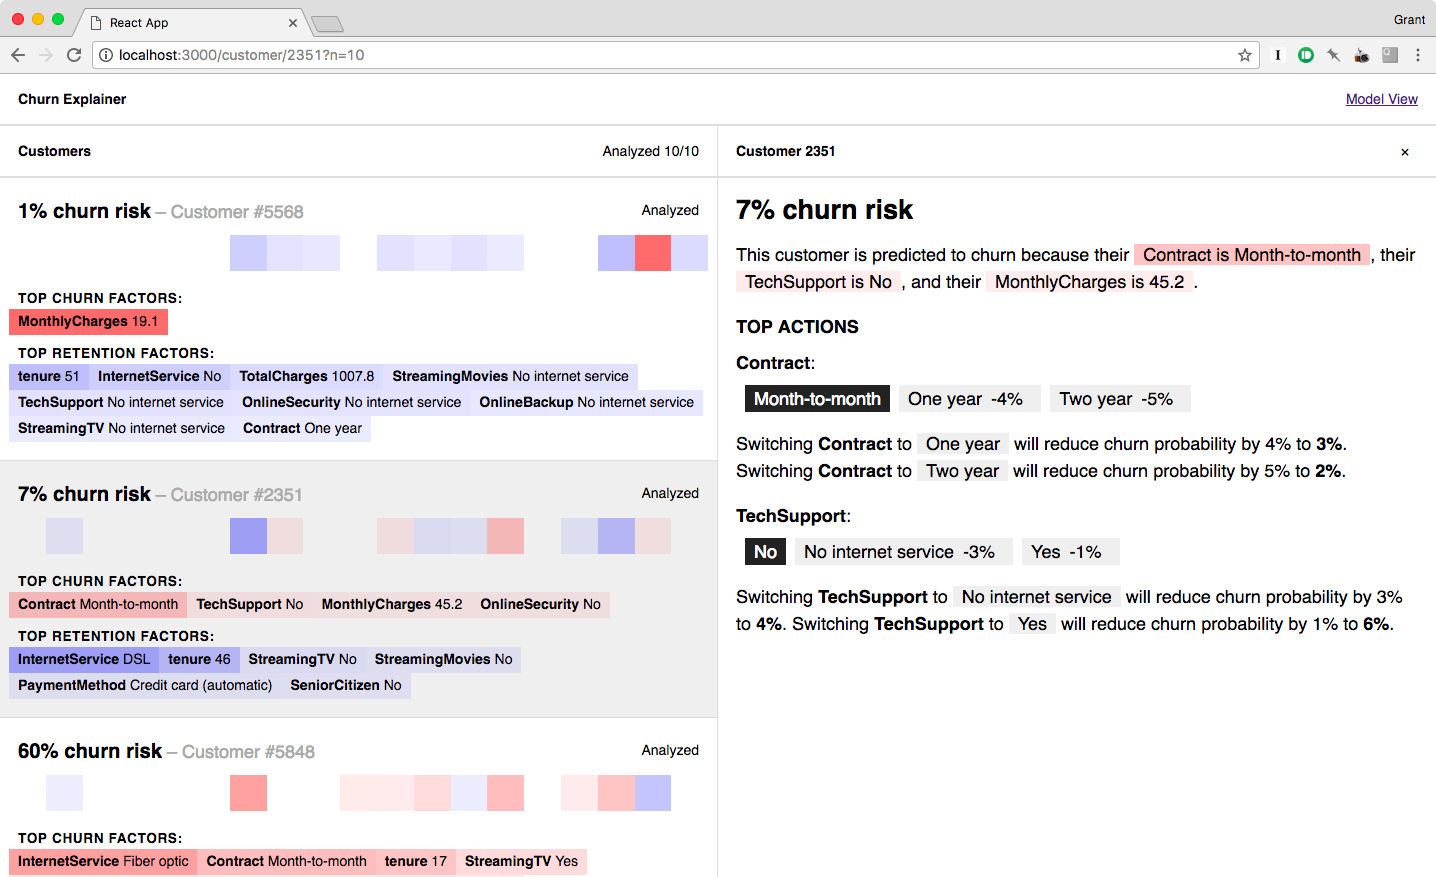 React App
Grant
localhost:3000/customer/2351?n=10
Churn Explainer
Model View
Customers
Analyzed 10/10
1% churn risk – Customer #5568
Analyzed
TOP CHURN FACTORS:
MonthlyCharges 19.1
TOP RETENTION FACTORS:
tenure 51 InternetService No TotalCharges 1007.8 StreamingMovies No internet service
TechSupport No internet service OnlineSecurity No internet service OnlineBackup No internet service
StreamingTV No internet service Contract One year
7% churn risk – Customer #2351
Analyzed
TOP CHURN FACTORS:
Contract Month-to-month TechSupport No MonthlyCharges 45.2 OnlineSecurity No
TOP RETENTION FACTORS:
InternetService DSL tenure 46 StreamingTV No StreamingMovies No
PaymentMethod Credit card (automatic) SeniorCitizen No
60% churn risk – Customer #5848
Analyzed
TOP CHURN FACTORS:
InternetService Fiber optic Contract Month-to-month tenure 17 StreamingTV Yes
Customer 2351
×
7% churn risk
This customer is predicted to churn because their Contract is Month-to-month , their
TechSupport is No , and their MonthlyCharges is 45.2 .
TOP ACTIONS
Contract:
Month-to-month One year -4% Two year -5%
Switching Contract to One year will reduce churn probability by 4% to 3%.
Switching Contract to Two year will reduce churn probability by 5% to 2%.
TechSupport:
No No internet service -3% Yes -1%
Switching TechSupport to No internet service will reduce churn probability by 3%
to 4%. Switching TechSupport to Yes will reduce churn probability by 1% to 6%.